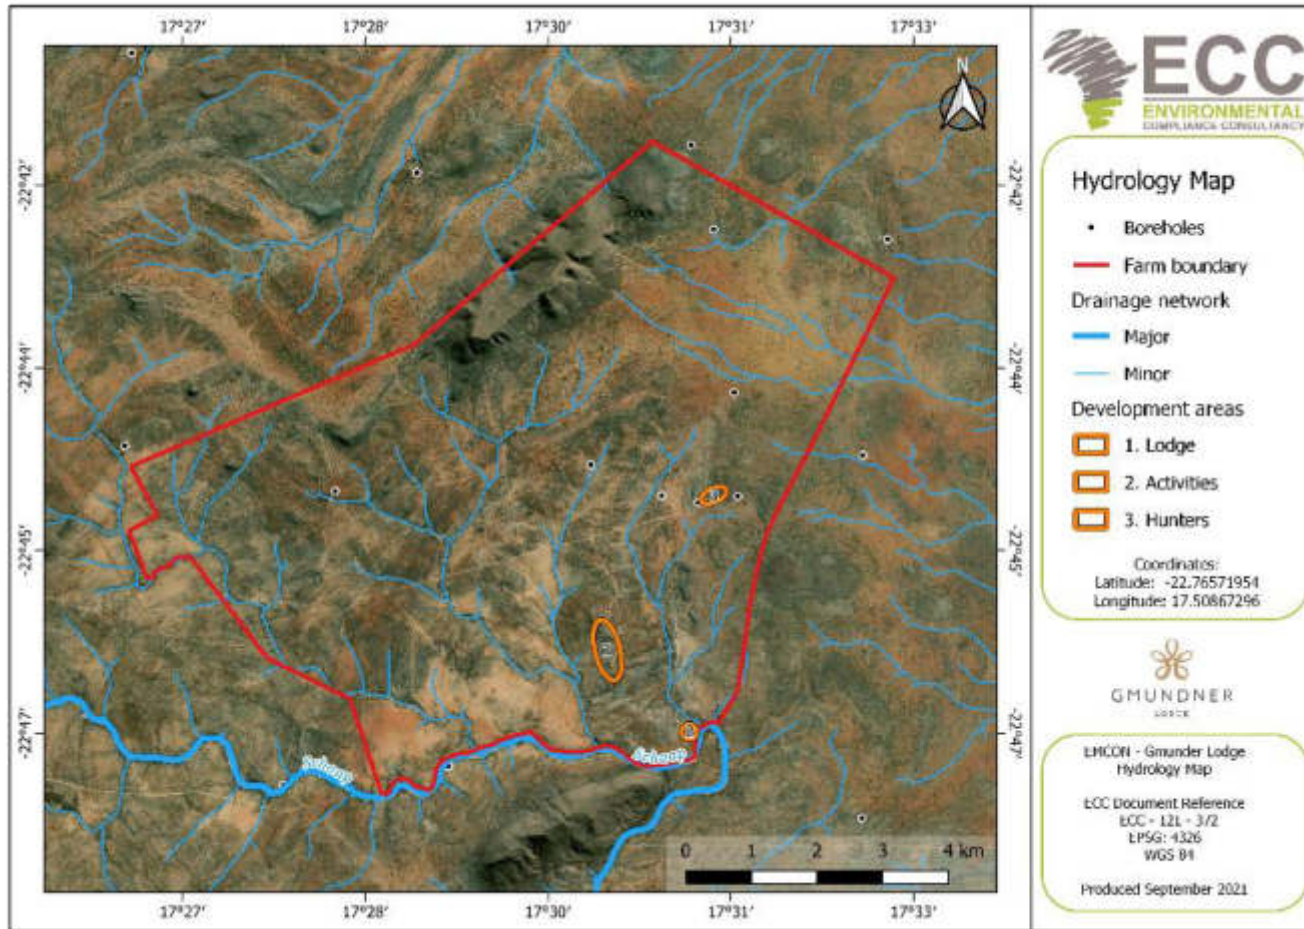 17°27' 17°28' 17°30' 17°31' 17°33'
-22°42' -22°42'
-22°44' -22°44'
-22°45' -22°45'
-22°47' -22°47'
N
2
Schaap
Schaap
0 1 2 3 4 km
17°27' 17°28' 17°30' 17°31' 17°33'
ECC
ENVIRONMENTAL
COMPLIANCE CONSULTANCY
Hydrology Map
Boreholes
Farm boundary
Drainage network
Major
Minor
Development areas
1. Lodge
2. Activities
3. Hunters
Coordinates:
Latitude: -22.76571954
Longitude: 17.50867296
GMUNDNER
LODGE
EMCON - Gmunder Lodge
Hydrology Map
ECC Document Reference
ECC - 121 - 372
EPSG: 4326
WGS 84
Produced September 2021